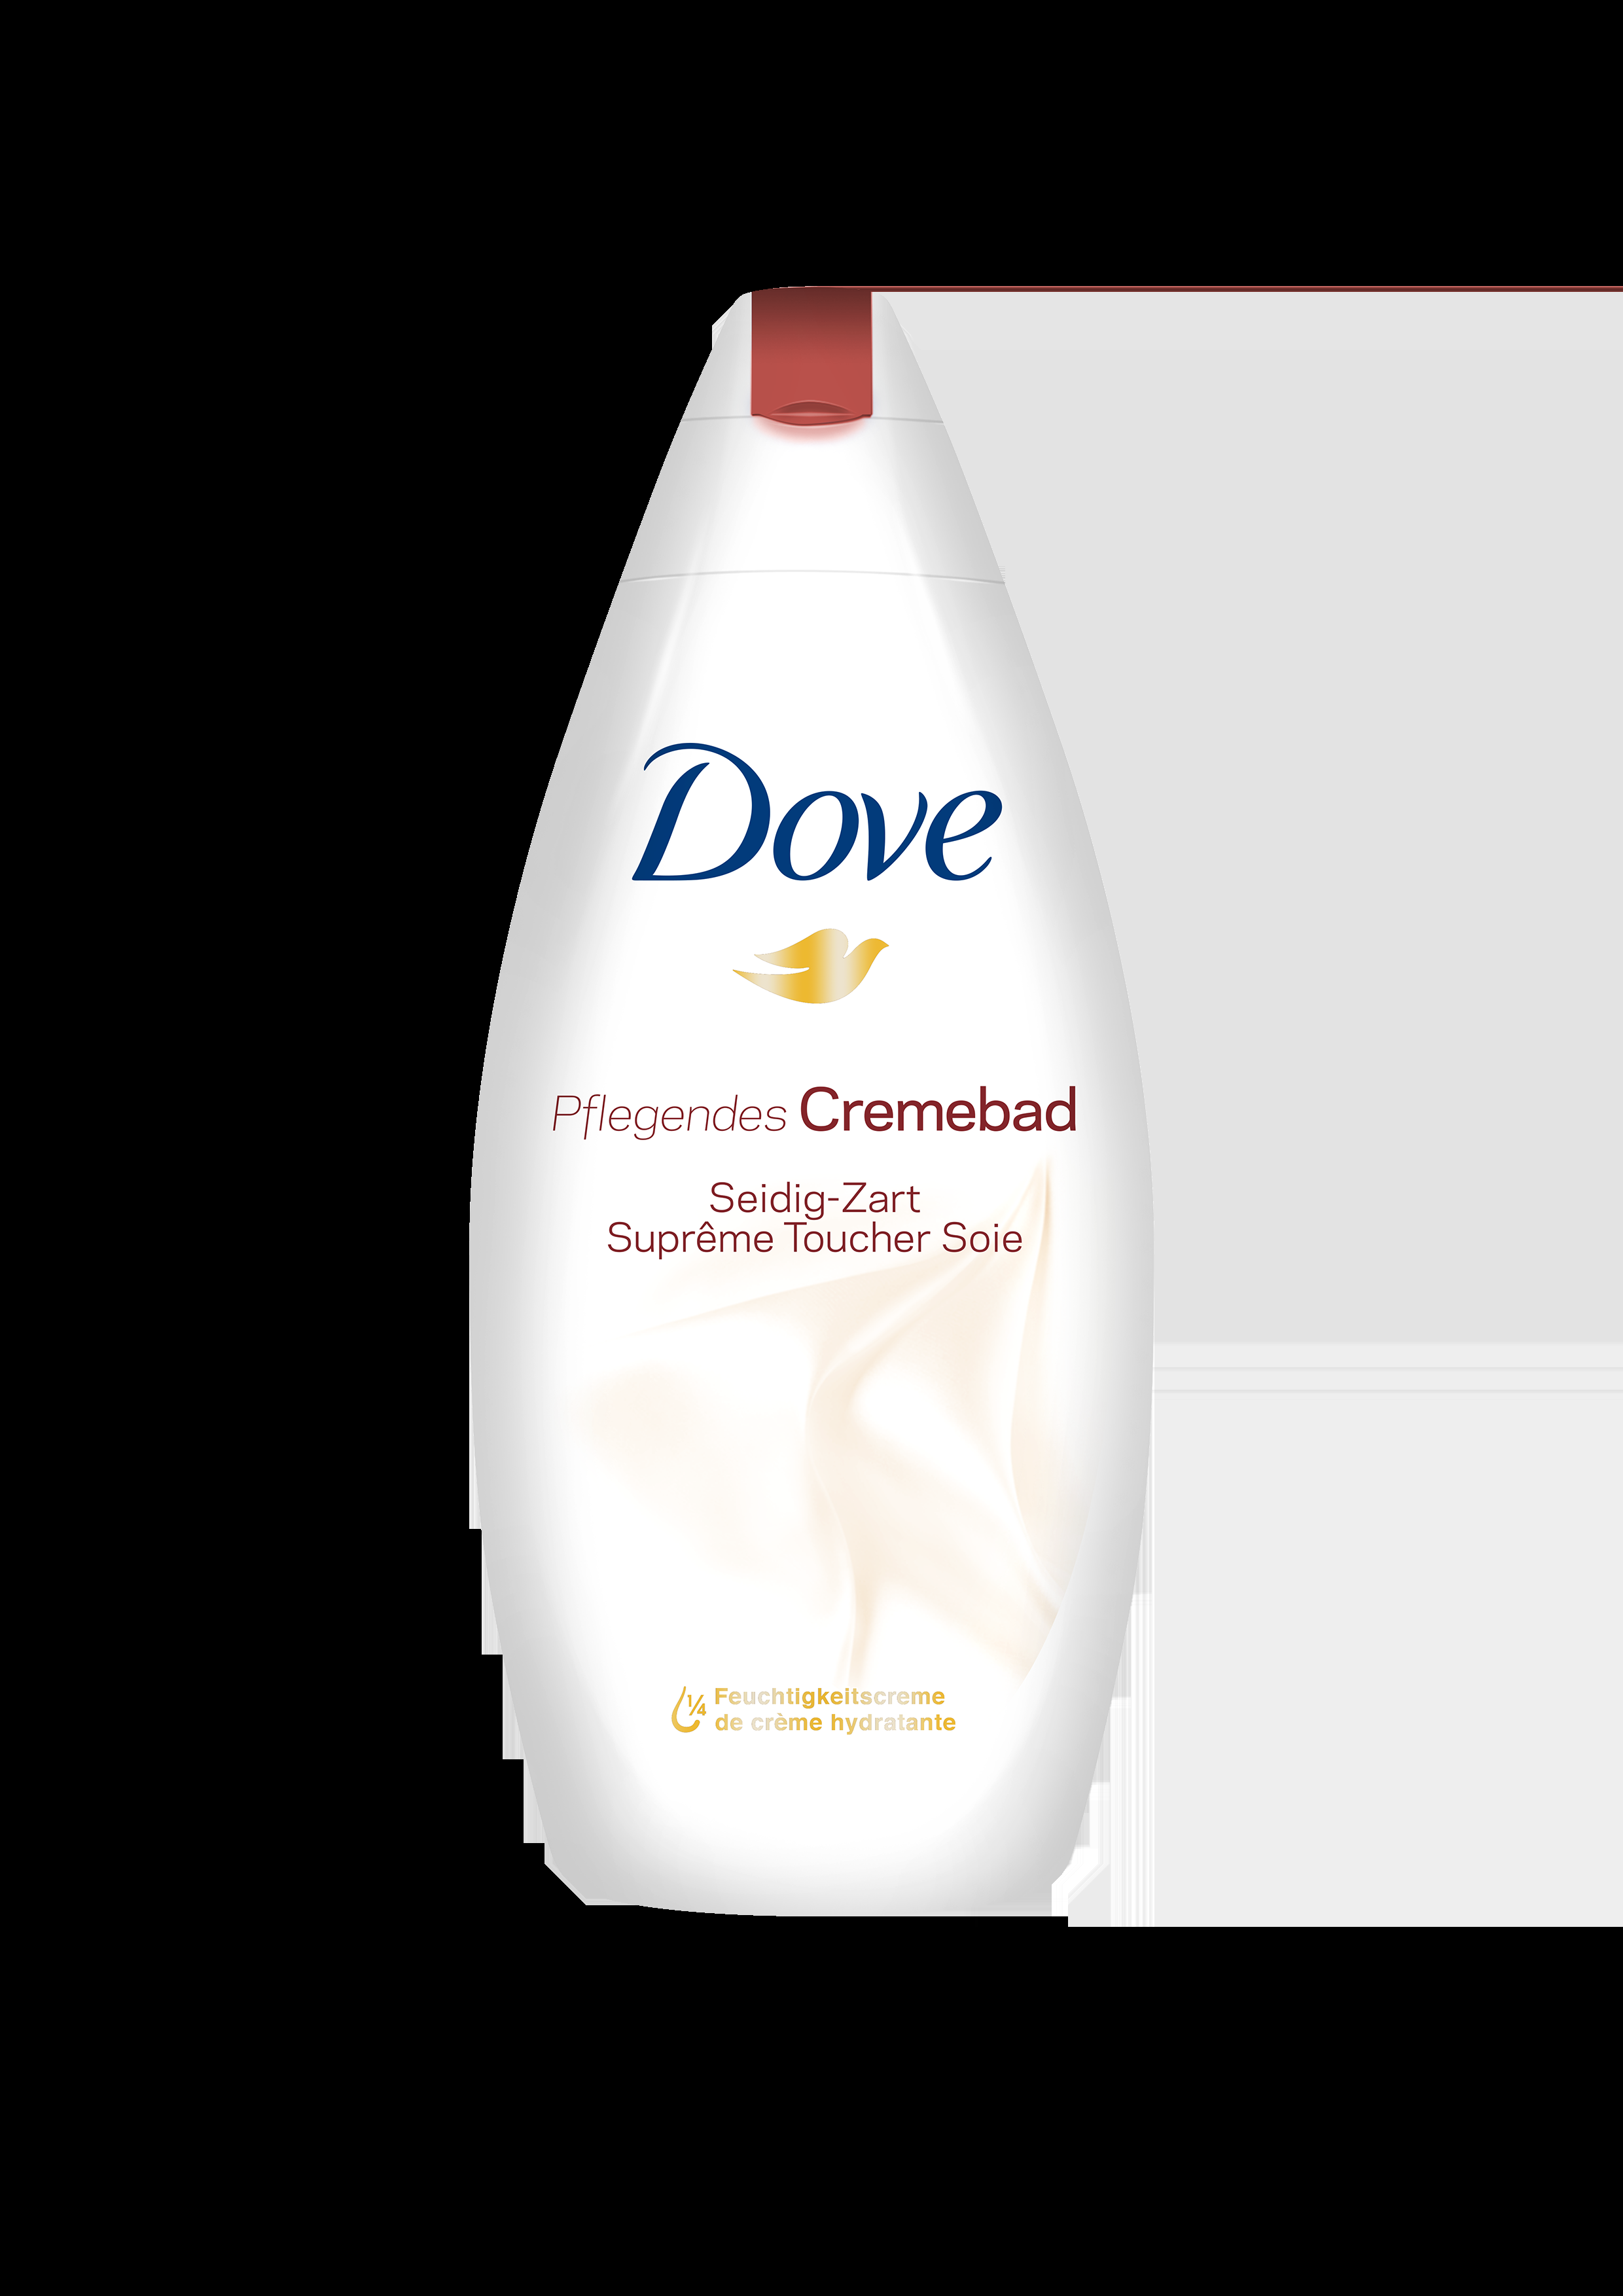 Dove
Pflegendes Cremebad
Seidig-Zart
Suprême Toucher Soie
1/4 Feuchtigkeitscreme
de crème hydratante